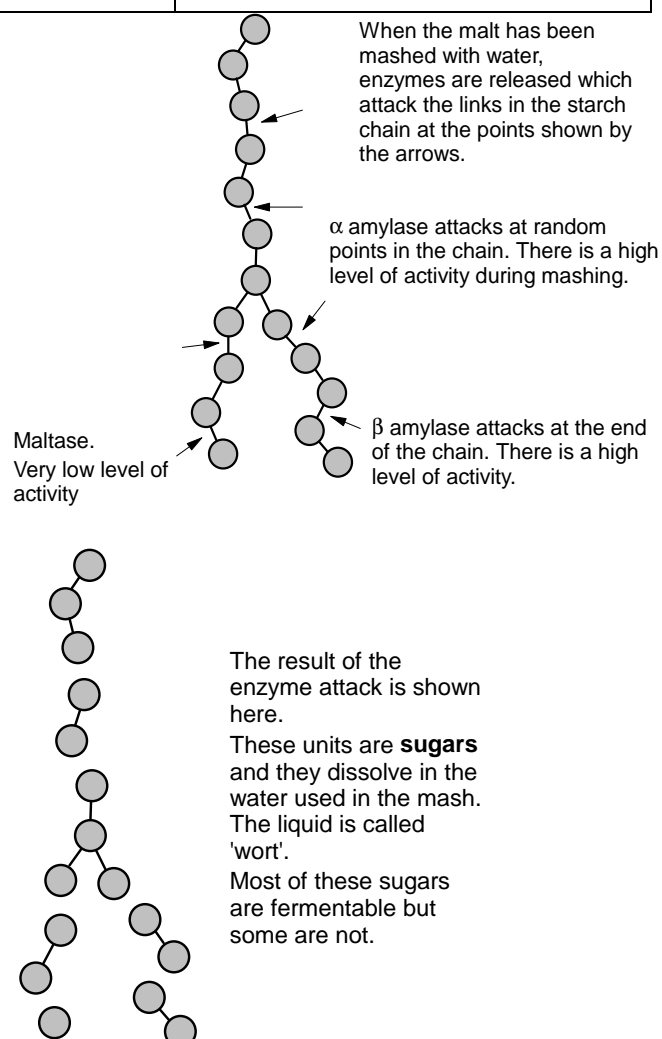 When the malt has been
mashed with water,
enzymes are released which
attack the links in the starch
chain at the points shown by
the arrows.
α amylase attacks at random
points in the chain. There is a high
level of activity during mashing.
Maltase.
Very low level of
activity
β amylase attacks at the end
of the chain. There is a high
level of activity.
The result of the
enzyme attack is shown
here.
These units are sugars
and they dissolve in the
water used in the mash.
The liquid is called
'wort'.
Most of these sugars
are fermentable but
some are not.